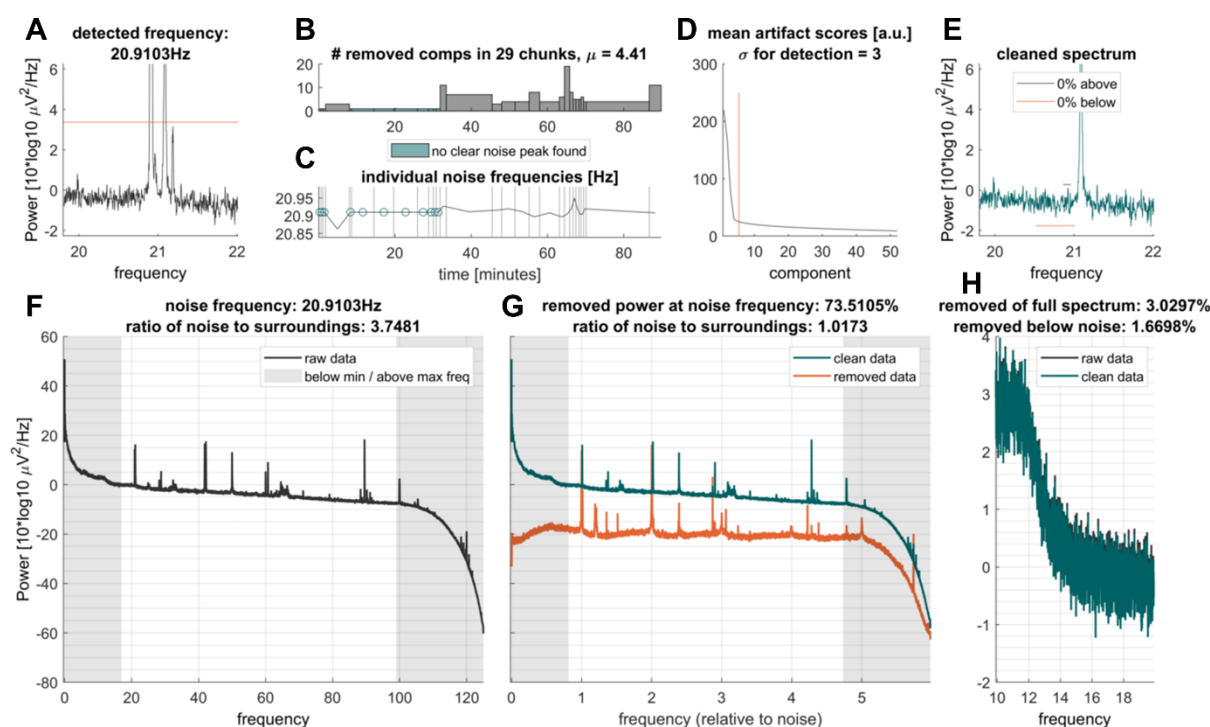 A
detected frequency:
20.9103Hz
Power [10*log10 μV²/Hz]
6
4
2
0
-2
20
21
22
frequency
B
# removed comps in 29 chunks, μ = 4.41
20
10
0
20
40
60
80
no clear noise peak found
C
individual noise frequencies [Hz]
20.95
20.9
20.85
20
40
60
80
time [minutes]
D
mean artifact scores [a.u.]
σ for detection = 3
300
250
200
150
100
50
0
10
20
30
40
50
component
E
cleaned spectrum
Power [10*log10 μV²/Hz]
6
4
2
0
-2
0% above
0% below
20
21
22
frequency
F
noise frequency: 20.9103Hz
ratio of noise to surroundings: 3.7481
Power [10*log10 μV²/Hz]
60
40
20
0
-20
-40
-60
-80
raw data
below min / above max freq
0
20
40
60
80
100
120
frequency
G
removed power at noise frequency: 73.5105%
ratio of noise to surroundings: 1.0173
clean data
removed data
0
1
2
3
4
5
frequency (relative to noise)
H
removed of full spectrum: 3.0297%
removed below noise: 1.6698%
4
3
2
1
0
-1
-2
raw data
clean data
10
12
14
16
18
frequency